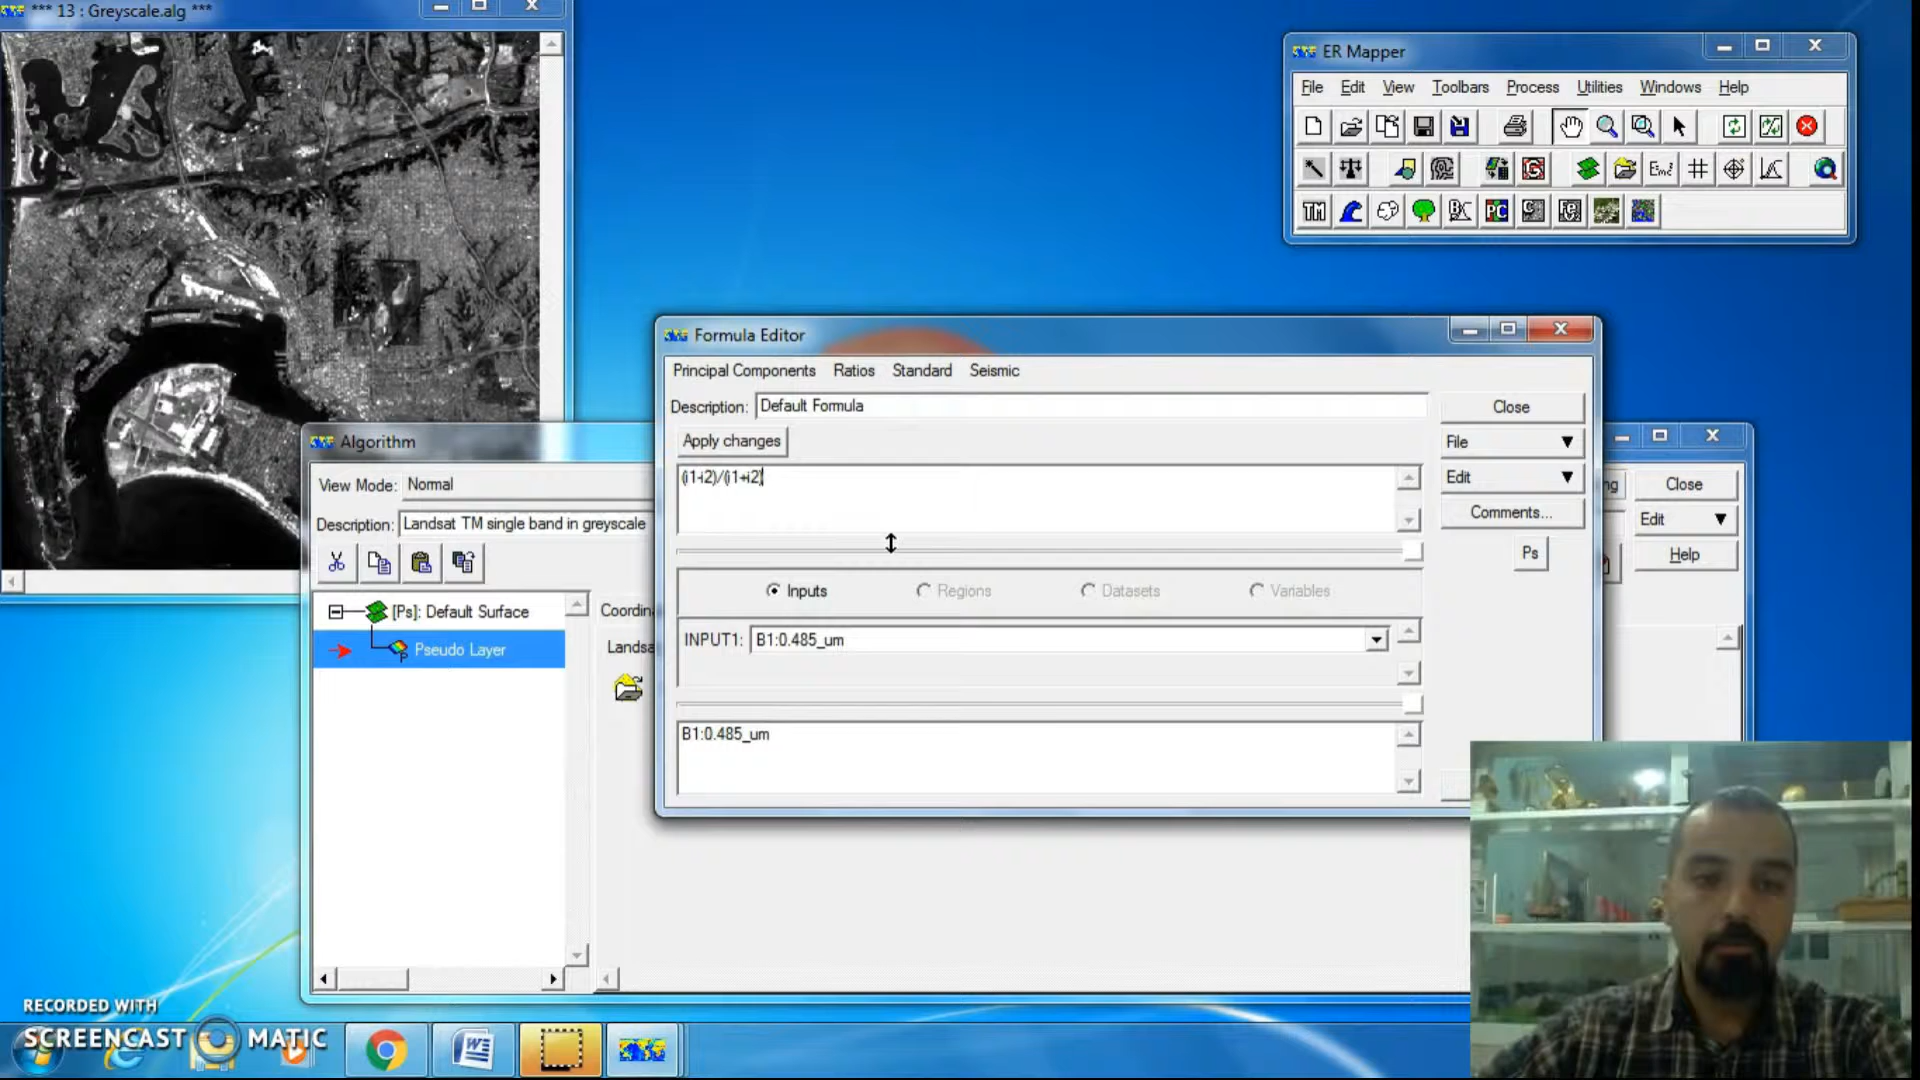 *** 13 : Greyscale.alg ***
ER Mapper
File Edit View Toolbars Process Utilities Windows Help
TM
PC
Formula Editor
Principal Components Ratios Standard Seismic
Description: Default Formula
Close
Apply changes
File
(i1-i2)/(i1+i2)
Edit
Comments...
Ps
Inputs Regions Datasets Variables
INPUT1: B1:0.485_um
B1:0.485_um
Algorithm
View Mode: Normal
Description: Landsat TM single band in greyscale
[Ps]: Default Surface
Pseudo Layer
Close
Edit
Help
RECORDED WITH
SCREENCAST MATIC